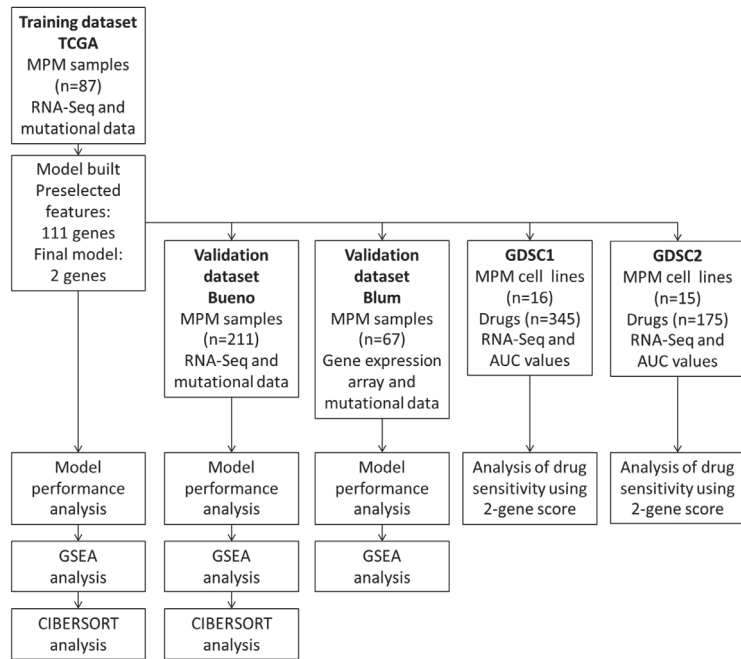 Training dataset
TCGA
MPM samples
(n=87)
RNA-Seq and
mutational data
Model built
Preselected
features:
111 genes
Final model:
2 genes
Validation
dataset
Bueno
MPM samples
(n=211)
RNA-Seq and
mutational data
Validation
dataset
Blum
MPM samples
(n=67)
Gene expression
array and
mutational data
GDSC1
MPM cell lines
(n=16)
Drugs (n=345)
RNA-Seq and
AUC values
GDSC2
MPM cell lines
(n=15)
Drugs (n=175)
RNA-Seq and
AUC values
Model
performance
analysis
Model
performance
analysis
Model
performance
analysis
Analysis of drug
sensitivity using
2-gene score
Analysis of drug
sensitivity using
2-gene score
GSEA
analysis
GSEA
analysis
GSEA
analysis
CIBERSORT
analysis
CIBERSORT
analysis